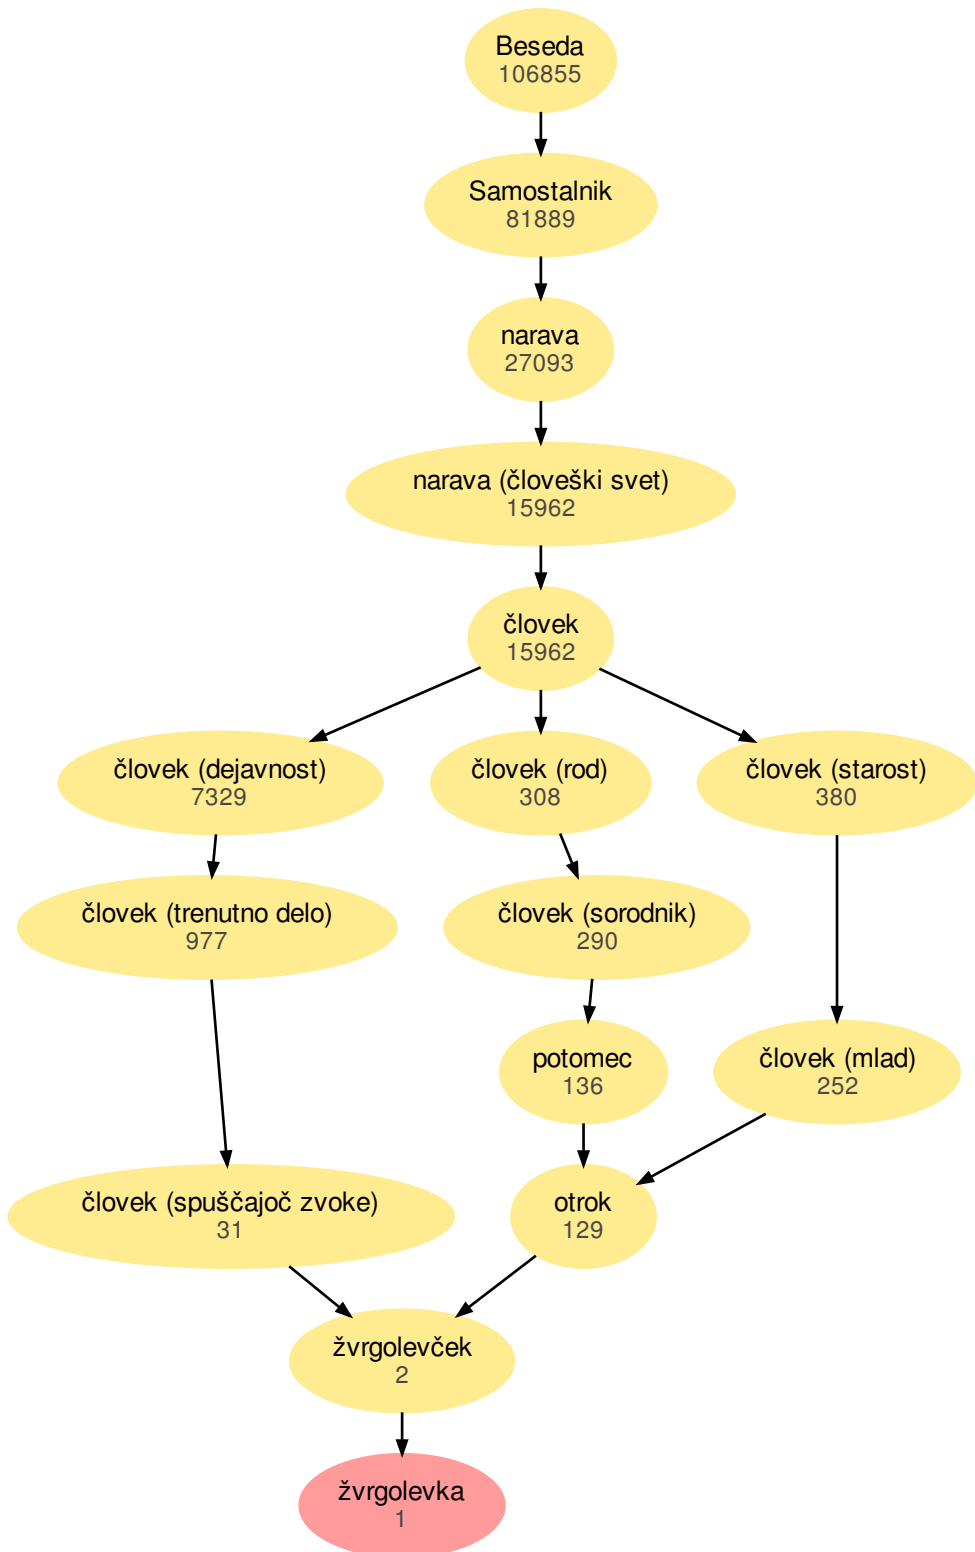 Beseda
106855
Samostalnik
81889
narava
27093
narava (človeški svet)
15962
človek
15962
človek (dejavnost)
7329
človek (rod)
308
človek (starost)
380
človek (trenutno delo)
977
človek (sorodnik)
290
potomec
136
človek (mlad)
252
človek (spuščajoč zvoke)
31
otrok
129
žvrgolevček
2
žvrgolevka
1